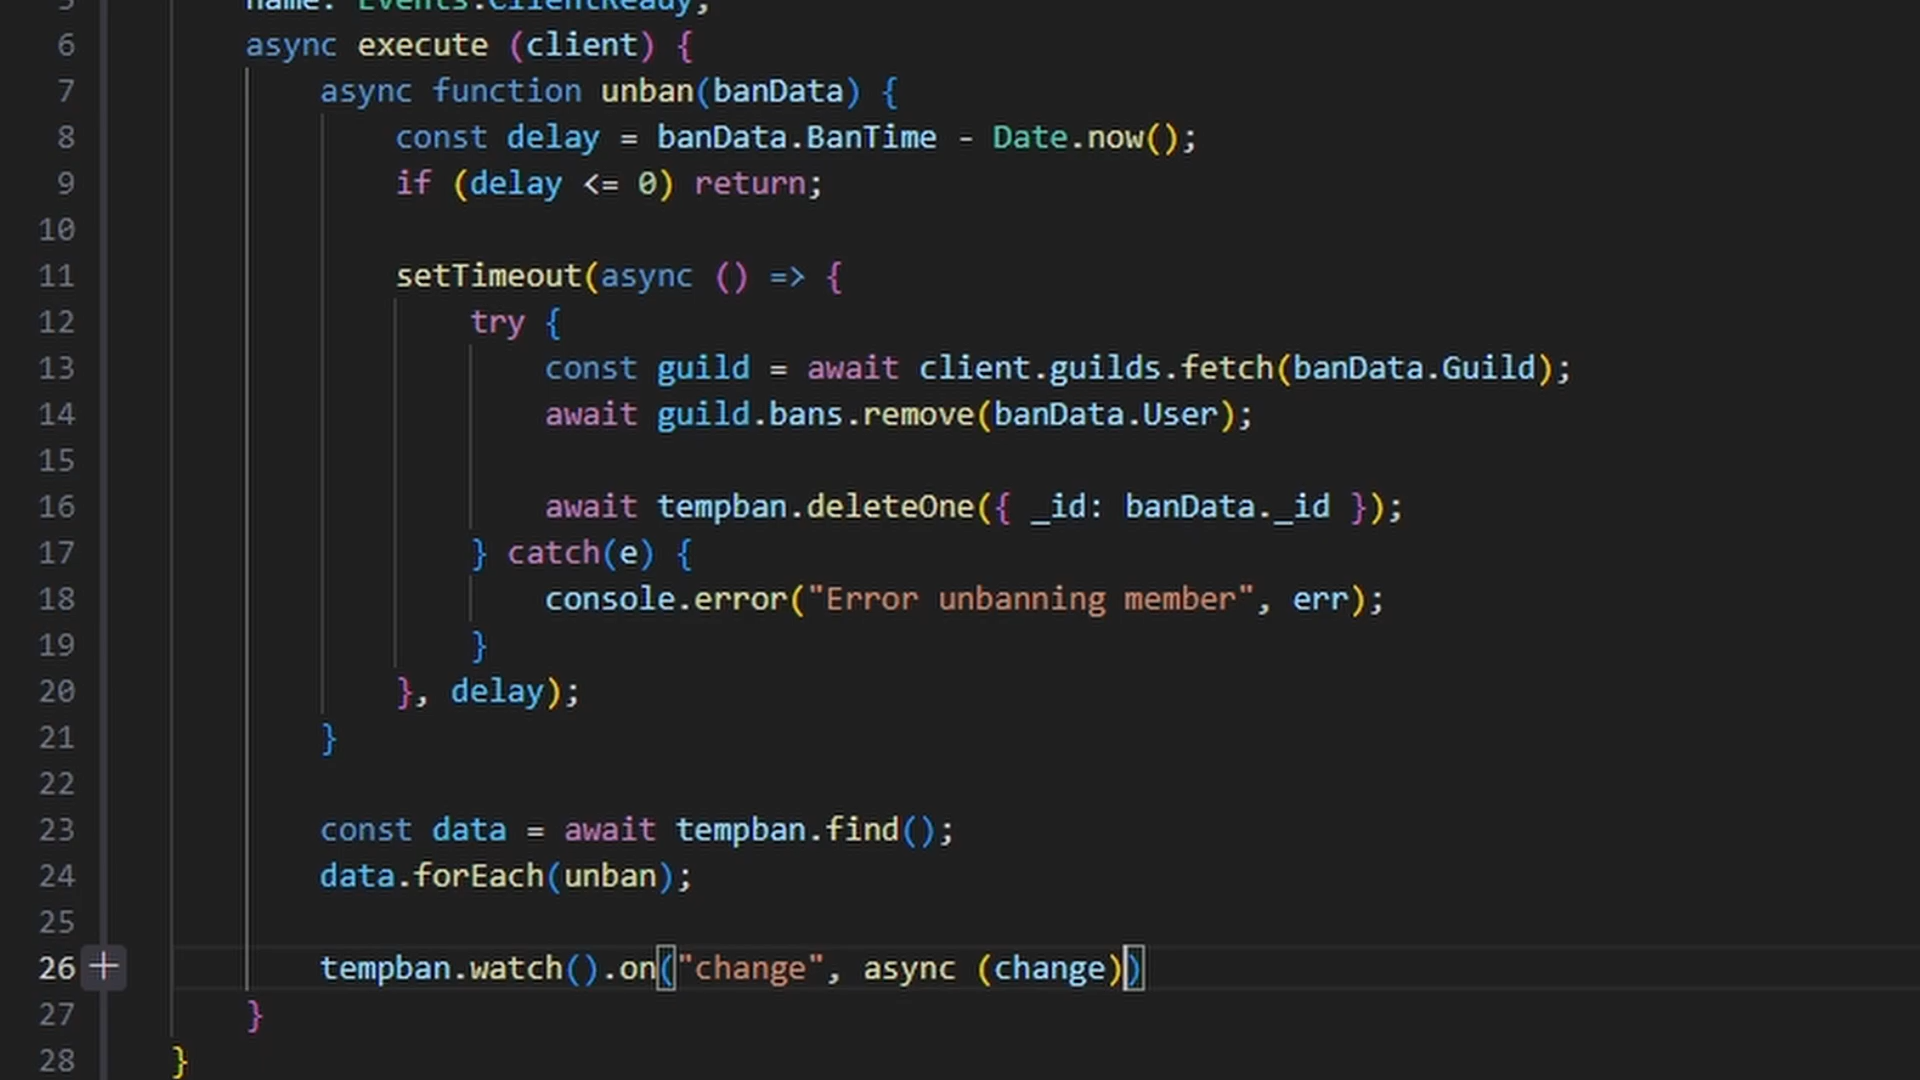 5 name: Events.ClientReady,
6 async execute (client) {
7 async function unban(banData) {
8 const delay = banData.BanTime - Date.now();
9 if (delay <= 0) return;
10
11 setTimeout(async () => {
12 try {
13 const guild = await client.guilds.fetch(banData.Guild);
14 await guild.bans.remove(banData.User);
15
16 await tempban.deleteOne({ _id: banData._id });
17 } catch(e) {
18 console.error("Error unbanning member", err);
19 }
20 }, delay);
21 }
22
23 const data = await tempban.find();
24 data.forEach(unban);
25
26 tempban.watch().on("change", async (change))
27 }
28 }